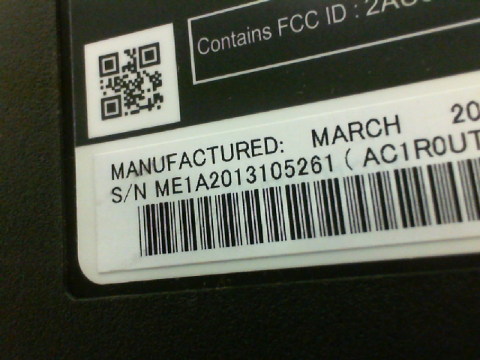 Contains FCC ID :
MANUFACTURED: MARCH 20
S/N ME1A2013105261 ( AC1R0UT